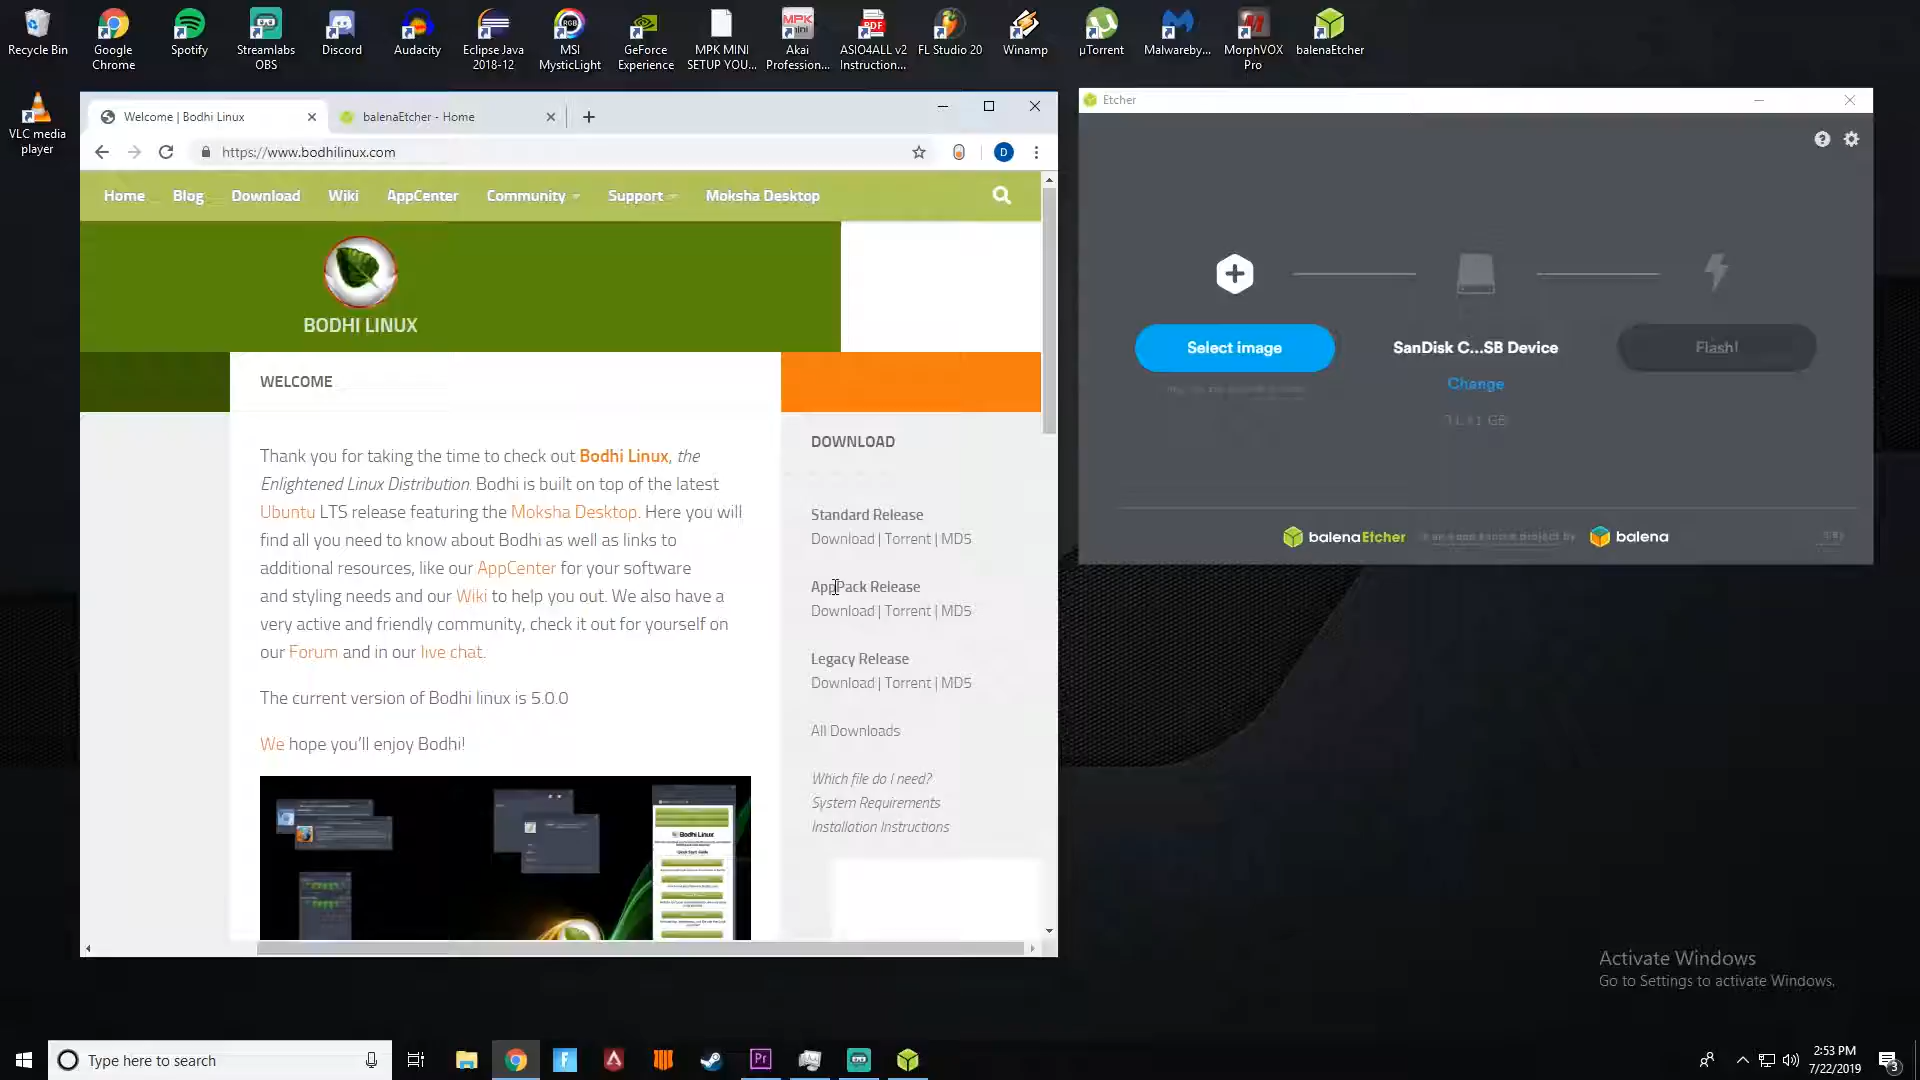 Recycle Bin
Google Chrome
Spotify
Streamlabs OBS
Discord
Audacity
Eclipse Java 2018-12
MSI MysticLight
GeForce Experience
MPK MINI SETUP YOU...
Akai Profession...
ASIO4ALL v2 Instruction...
FL Studio 20
Winamp
µTorrent
Malwareby...
MorphVOX Pro
balenaEtcher
VLC media player
Welcome | Bodhi Linux
balenaEtcher - Home
https://www.bodhilinux.com
D
Home
Blog
Download
Wiki
AppCenter
Community
Support
Moksha Desktop
BODHI LINUX
WELCOME
Thank you for taking the time to check out Bodhi Linux, the
Enlightened Linux Distribution. Bodhi is built on top of the latest
Ubuntu LTS release featuring the Moksha Desktop. Here you will
find all you need to know about Bodhi as well as links to
additional resources, like our AppCenter for your software
and styling needs and our Wiki to help you out. We also have a
very active and friendly community, check it out for yourself on
our Forum and in our live chat.
The current version of Bodhi linux is 5.0.0
We hope you'll enjoy Bodhi!
DOWNLOAD
Standard Release
Download | Torrent | MD5
AppPack Release
Download | Torrent | MD5
Legacy Release
Download | Torrent | MD5
All Downloads
Which file do I need?
System Requirements
Installation Instructions
Bodhi Linux
Quick Start Guide
Etcher
Select image
SanDisk C...SB Device
Change
Flash!
balenaEtcher
balena
Activate Windows
Go to Settings to activate Windows.
Type here to search
Pr
2:53 PM
7/22/2019
3